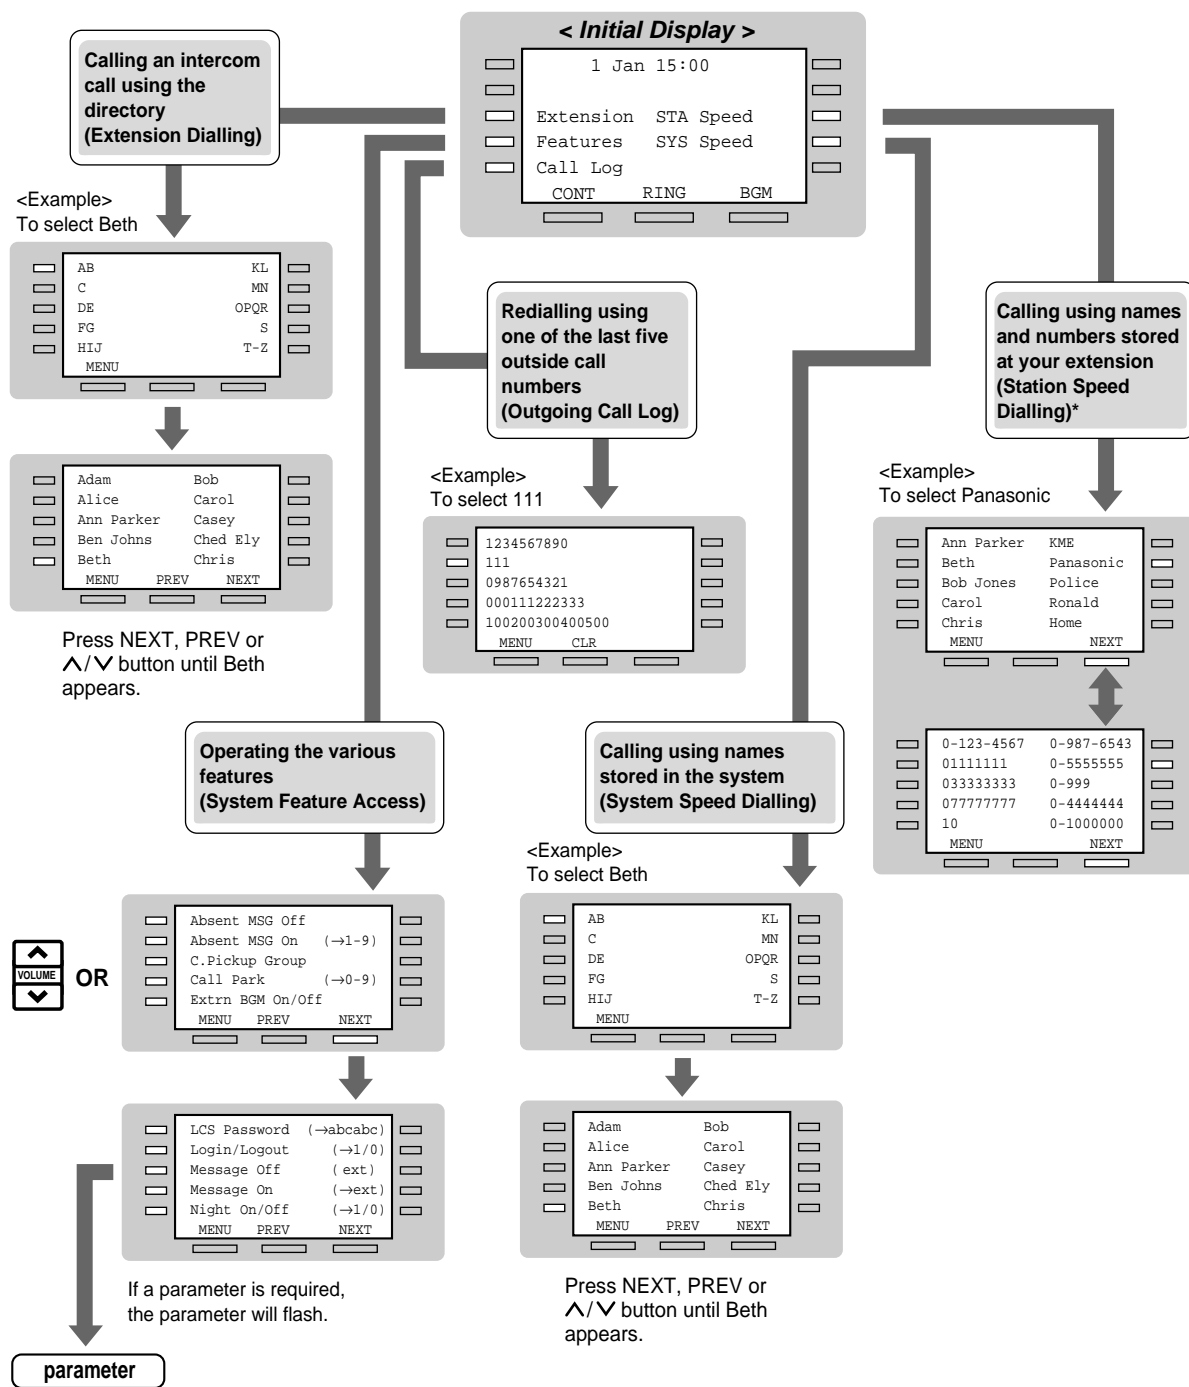 < Initial Display >
1 Jan 15:00
Extension STA Speed
Features SYS Speed
Call Log
CONT RING BGM
Calling an intercom
call using the
directory
(Extension Dialling)
<Example>
To select Beth
AB KL
C MN
DE OPQR
FG S
HIJ T-Z
MENU
Adam Bob
Alice Carol
Ann Parker Casey
Ben Johns Ched Ely
Beth Chris
MENU PREV NEXT
Press NEXT, PREV or
∧/∨ button until Beth
appears.
Redialling using
one of the last five
outside call
numbers
(Outgoing Call Log)
<Example>
To select 111
1234567890
111
0987654321
000111222333
100200300400500
MENU CLR
Calling using names
and numbers stored
at your extension
(Station Speed
Dialling)*
<Example>
To select Panasonic
Ann Parker KME
Beth Panasonic
Bob Jones Police
Carol Ronald
Chris Home
MENU NEXT
0-123-4567 0-987-6543
01111111 0-5555555
033333333 0-999
077777777 0-4444444
10 0-1000000
MENU NEXT
Operating the various
features
(System Feature Access)
VOLUME
OR
Absent MSG Off
Absent MSG On (→1-9)
C.Pickup Group
Call Park (→0-9)
Extrn BGM On/Off
MENU PREV NEXT
LCS Password (→abcabc)
Login/Logout (→1/0)
Message Off ( ext)
Message On (→ext)
Night On/Off (→1/0)
MENU PREV NEXT
If a parameter is required,
the parameter will flash.
parameter
Calling using names
stored in the system
(System Speed Dialling)
<Example>
To select Beth
AB KL
C MN
DE OPQR
FG S
HIJ T-Z
MENU
Adam Bob
Alice Carol
Ann Parker Casey
Ben Johns Ched Ely
Beth Chris
MENU PREV NEXT
Press NEXT, PREV or
∧/∨ button until Beth
appears.